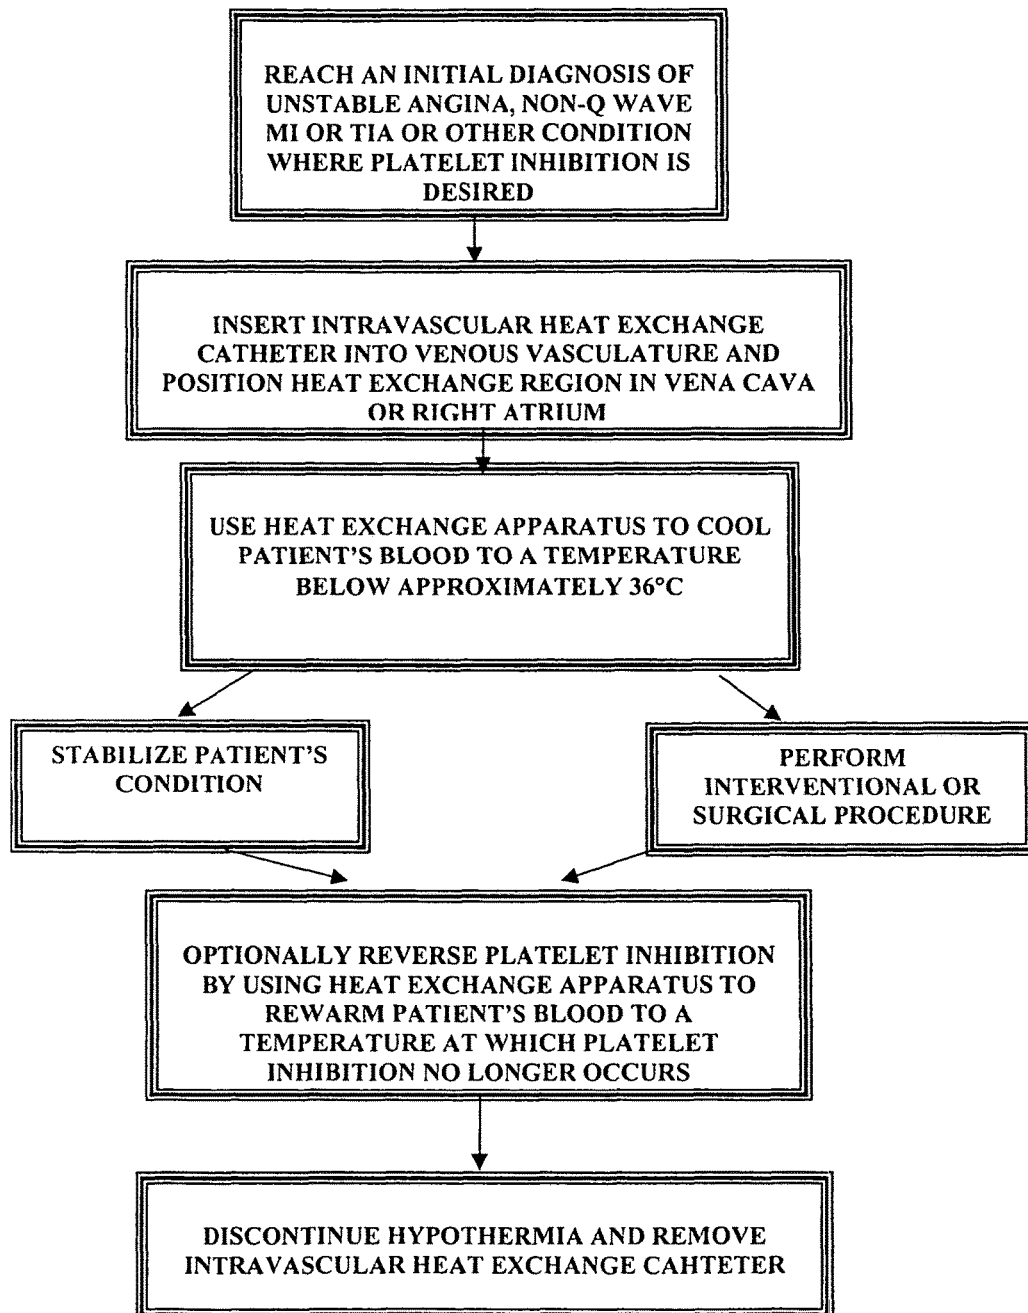 REACH AN INITIAL DIAGNOSIS OF
UNSTABLE ANGINA, NON-Q WAVE
MI OR TIA OR OTHER CONDITION
WHERE PLATELET INHIBITION IS
DESIRED
INSERT INTRAVASCULAR HEAT EXCHANGE
CATHETER INTO VENOUS VASCULATURE AND
POSITION HEAT EXCHANGE REGION IN VENA CAVA
OR RIGHT ATRIUM
USE HEAT EXCHANGE APPARATUS TO COOL
PATIENT'S BLOOD TO A TEMPERATURE
BELOW APPROXIMATELY 36°C
STABILIZE PATIENT'S
CONDITION
PERFORM
INTERVENTIONAL OR
SURGICAL PROCEDURE
OPTIONALLY REVERSE PLATELET INHIBITION
BY USING HEAT EXCHANGE APPARATUS TO
REWARM PATIENT'S BLOOD TO A
TEMPERATURE AT WHICH PLATELET
INHIBITION NO LONGER OCCURS
DISCONTINUE HYPOTHERMIA AND REMOVE
INTRAVASCULAR HEAT EXCHANGE CAHTETER